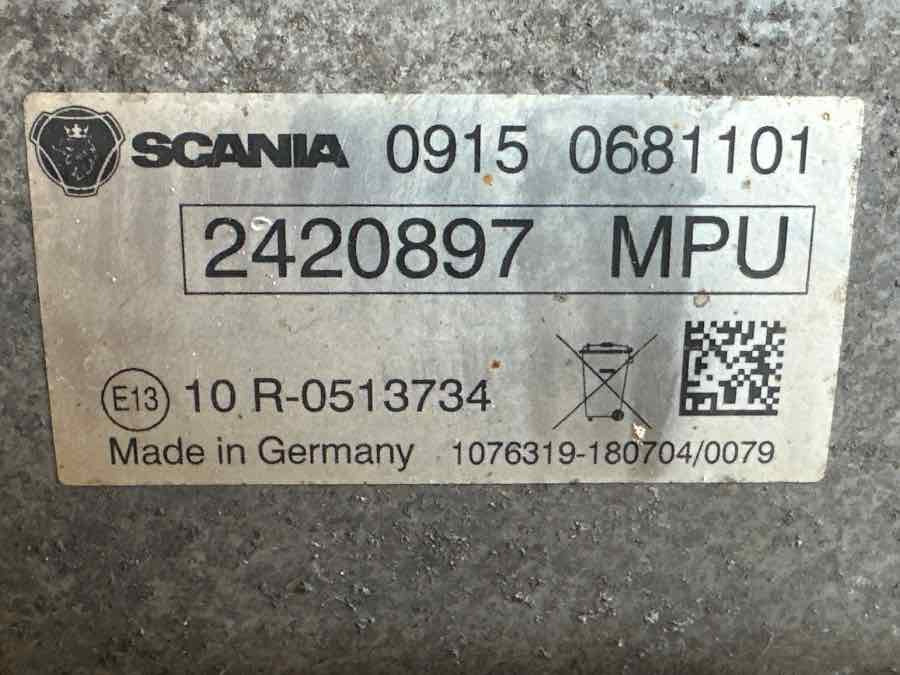 SCANIA 0915 0681101
2420897 MPU
E13 10 R-0513734
Made in Germany 1076319-180704/0079